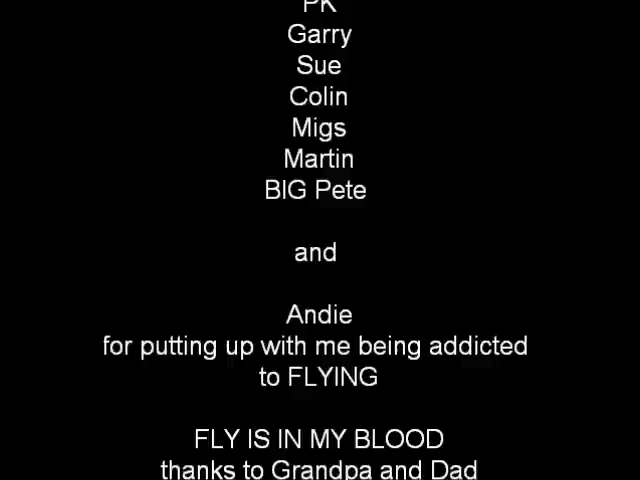 PK
Garry
Sue
Colin
Migs
Martin
BIG Pete
and
Andie
for putting up with me being addicted
to FLYING
FLY IS IN MY BLOOD
thanks to Grandpa and Dad